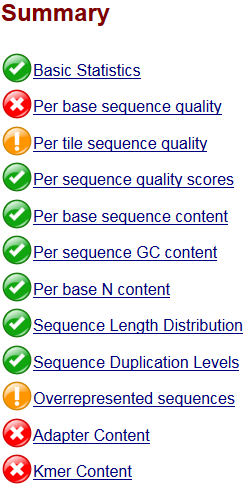 Summary
Basic Statistics
Per base sequence quality
Per tile sequence quality
Per sequence quality scores
Per base sequence content
Per sequence GC content
Per base N content
Sequence Length Distribution
Sequence Duplication Levels
Overrepresented sequences
Adapter Content
Kmer Content